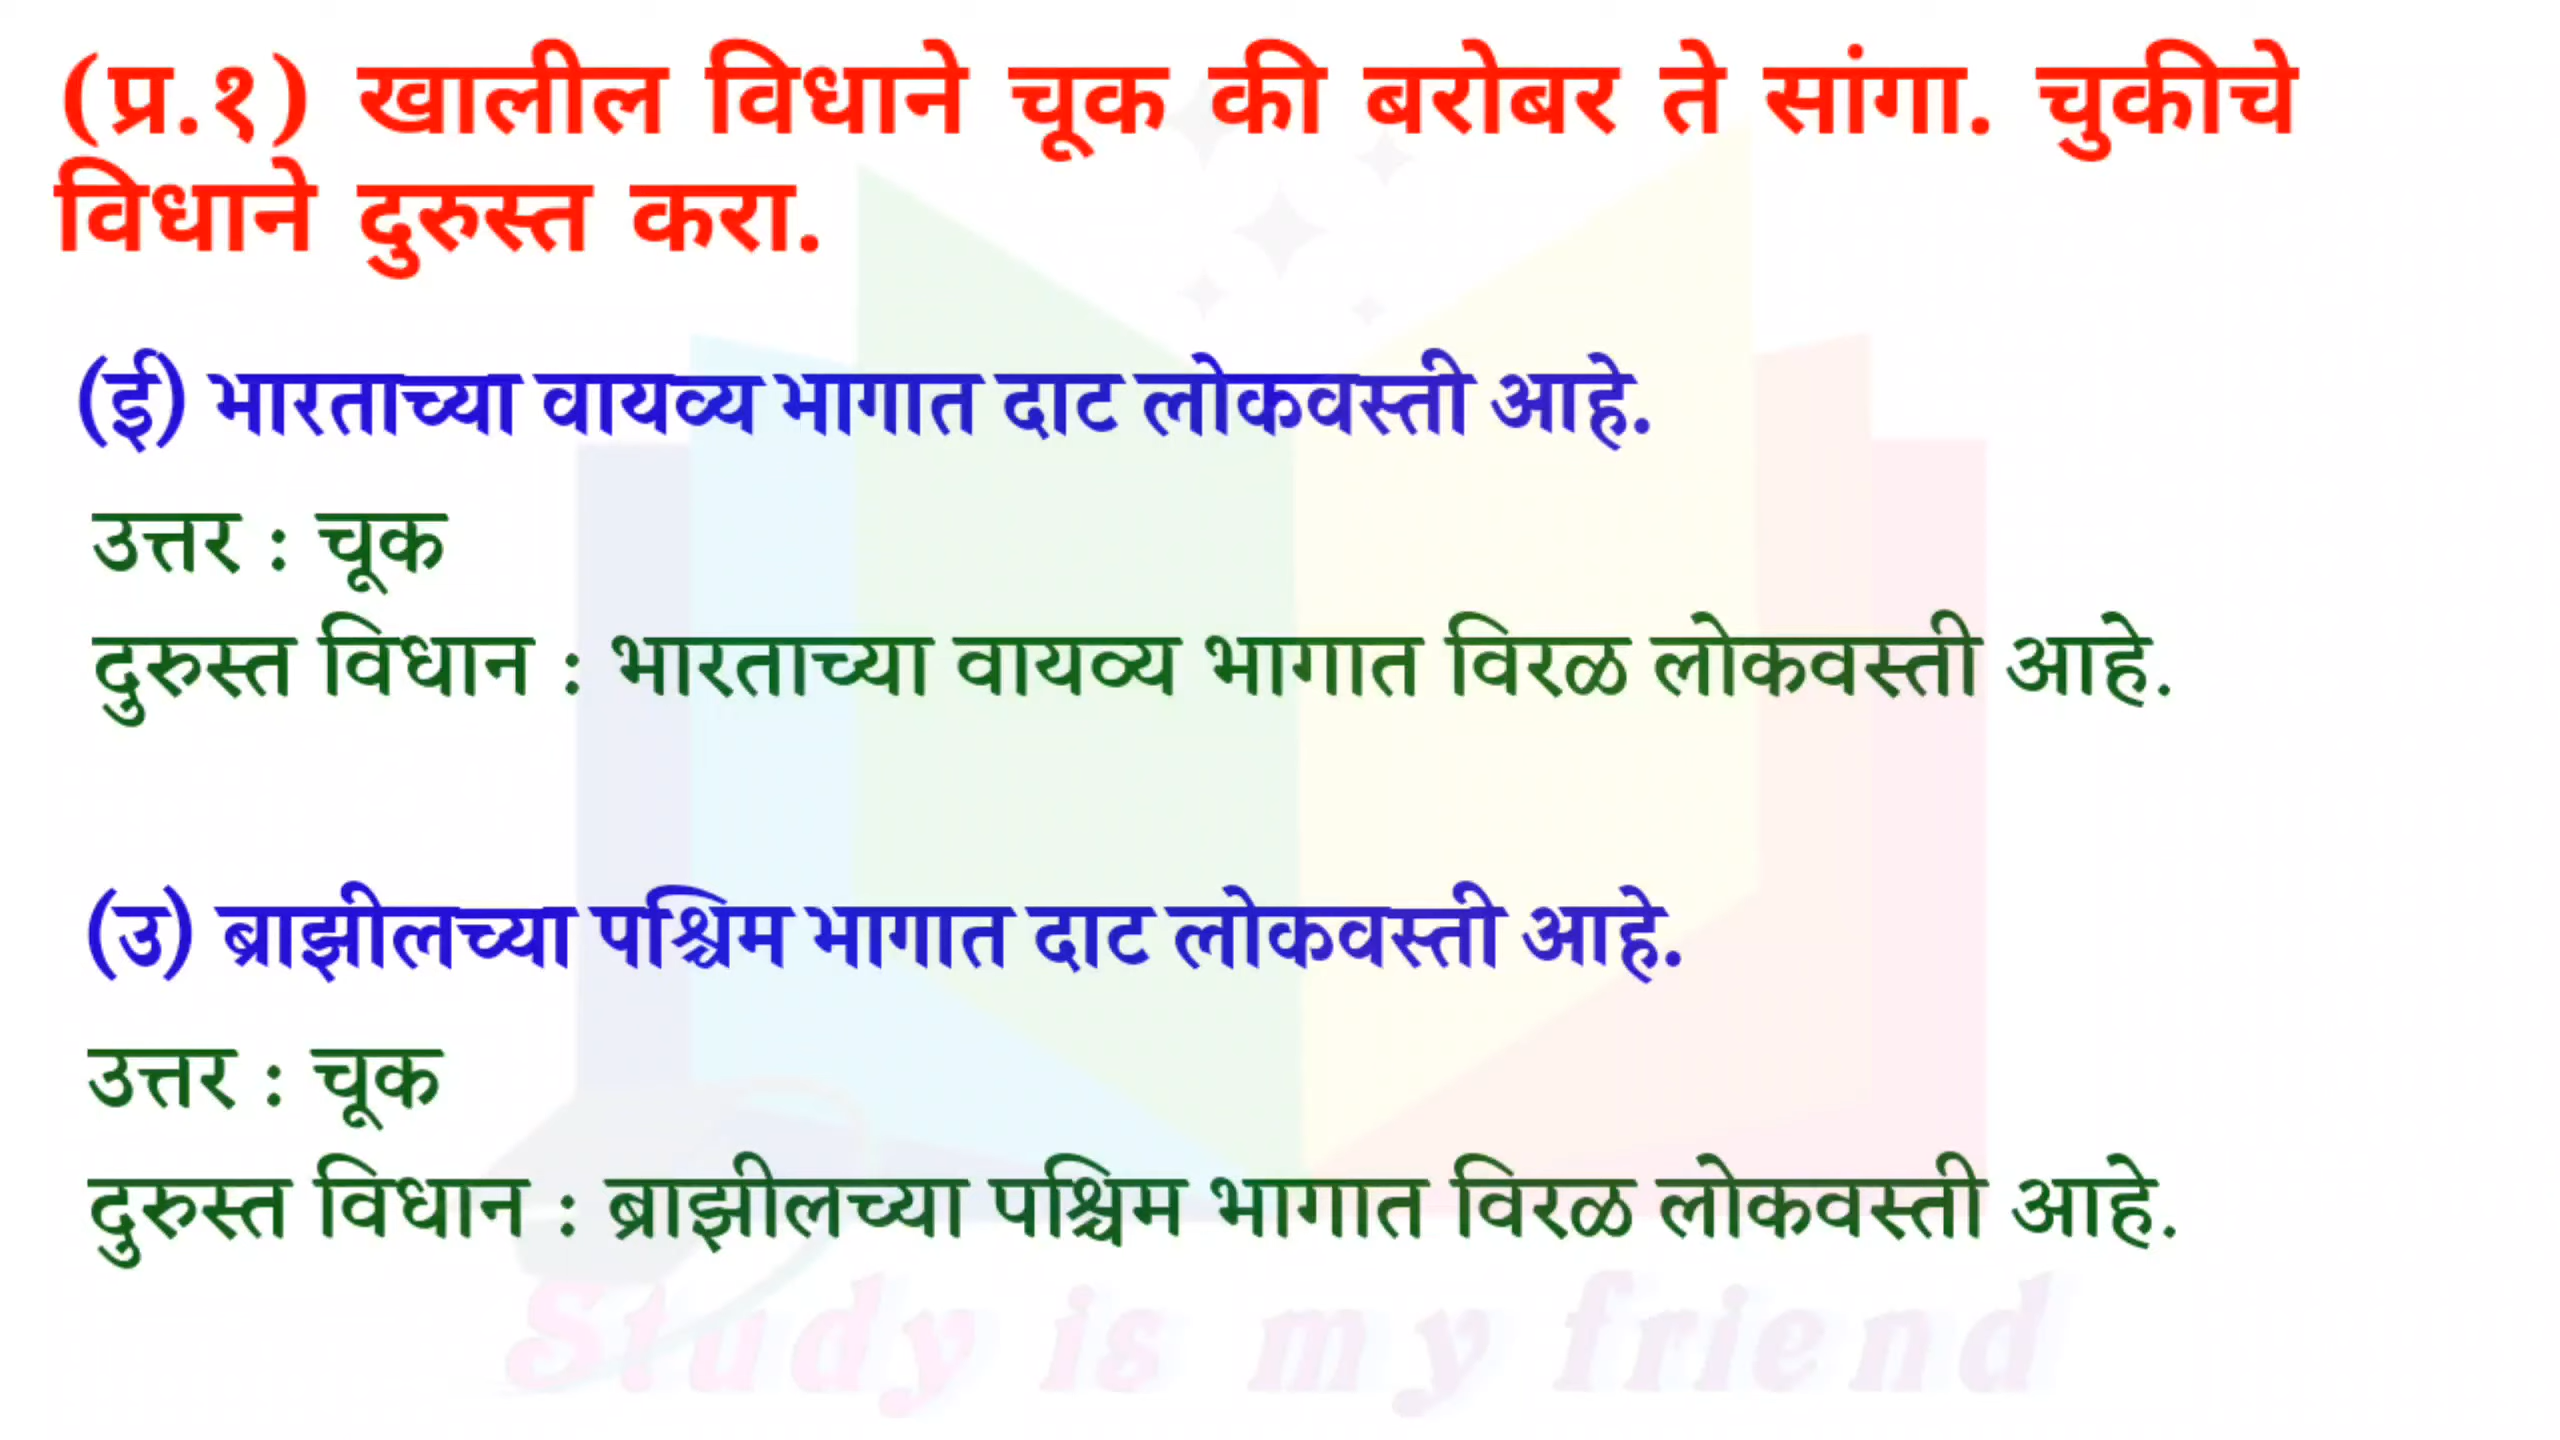 (प्र.१) खालील विधाने चूक की बरोबर ते सांगा. चुकीचे
विधाने दुरुस्त करा.
(ई) भारताच्या वायव्य भागात दाट लोकवस्ती आहे.
उत्तर : चूक
दुरुस्त विधान : भारताच्या वायव्य भागात विरळ लोकवस्ती आहे.
(उ) ब्राझीलच्या पश्चिम भागात दाट लोकवस्ती आहे.
उत्तर : चूक
दुरुस्त विधान : ब्राझीलच्या पश्चिम भागात विरळ लोकवस्ती आहे.
Study is my friend